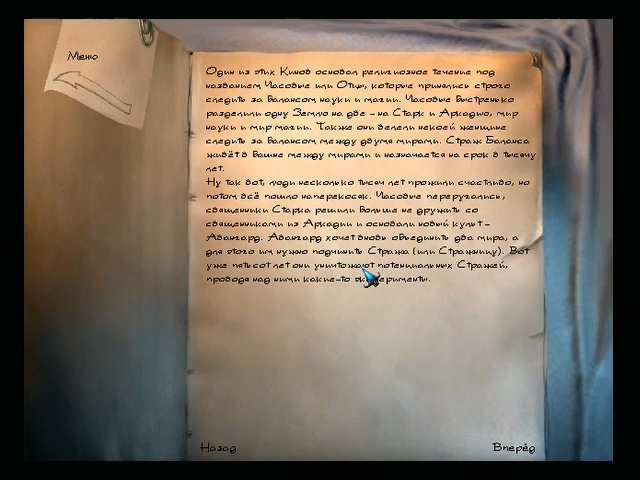 Меню
Один из этих Кинов основал религиозное течение под
названием Часовые или Отцы, которые принялись строго
следить за балансом науки и магии. Часовые быстренько
разделили одну Землю на две - на Старк и Аркадию, мир
науки и мир магии. Также они велели некоей женщине
следить за балансом между двумя мирами. Страж Баланса
живёт в башне между мирами и назначается на срок в тысячу
лет.
Ну так вот, люди несколько тысяч лет прожили счастливо, но
потом всё пошло наперекосяк. Часовые переругались,
священники Старка решили больше не дружить со
священниками из Аркадии и основали новый культ -
Авангард. Авангард хочет вновь объединить два мира, а
для этого им нужно подчинить Стража (или Стражницу). Вот
уже пятьсот лет они уничтожают потенциальных Стражей,
проводя над ними какие-то эксперименты.
Назад
Вперёд